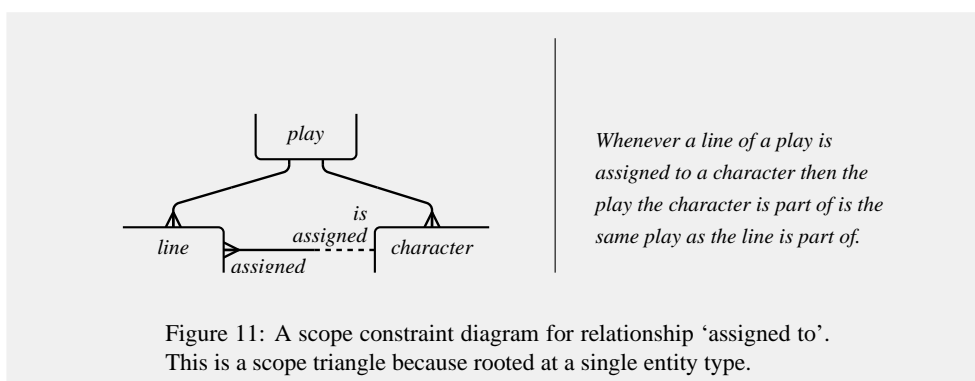 play
Whenever a line of a play is
assigned to a character then the
play the character is part of is the
same play as the line is part of.
is
assigned
line
character
assigned
Figure 11: A scope constraint diagram for relationship ‘assigned to’.
This is a scope triangle because rooted at a single entity type.